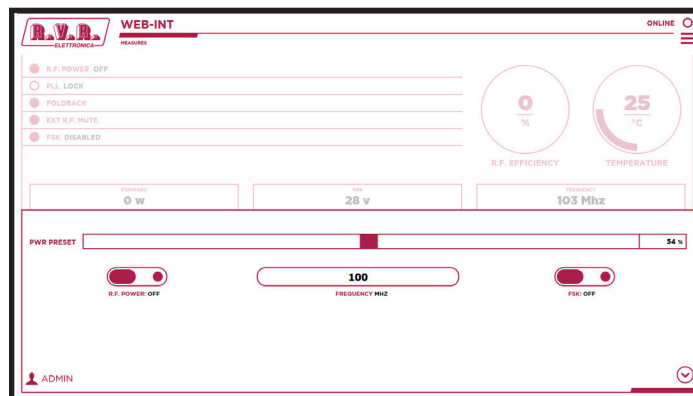 R.V.R.
ELETTRONICA
WEB-INT
MEASURES
ONLINE
R.F. POWER OFF
PLL LOCK
FOLDBACK
EXT R.F. MUTE
FSK DISABLED
0
%
R.F. EFFICIENCY
25
°C
TEMPERATURE
FORWARD
0 w
VPA
28 v
FREQUENCY
103 Mhz
PWR PRESET
54 %
R.F. POWER: OFF
100
FREQUENCY MHZ
FSK: OFF
ADMIN